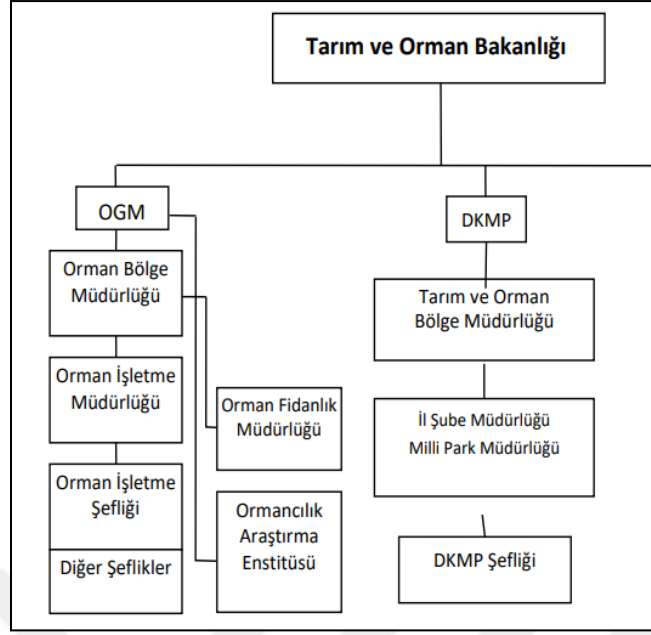 Tarım ve Orman Bakanlığı
OGM
Orman Bölge
Müdürlüğü
Orman İşletme
Müdürlüğü
Orman İşletme
Şefliği
Diğer Şeflikler
Orman Fidanlık
Müdürlüğü
Ormancılık
Araştırma
Enstitüsü
DKMP
Tarım ve Orman
Bölge Müdürlüğü
İl Şube Müdürlüğü
Milli Park Müdürlüğü
DKMP Şefliği